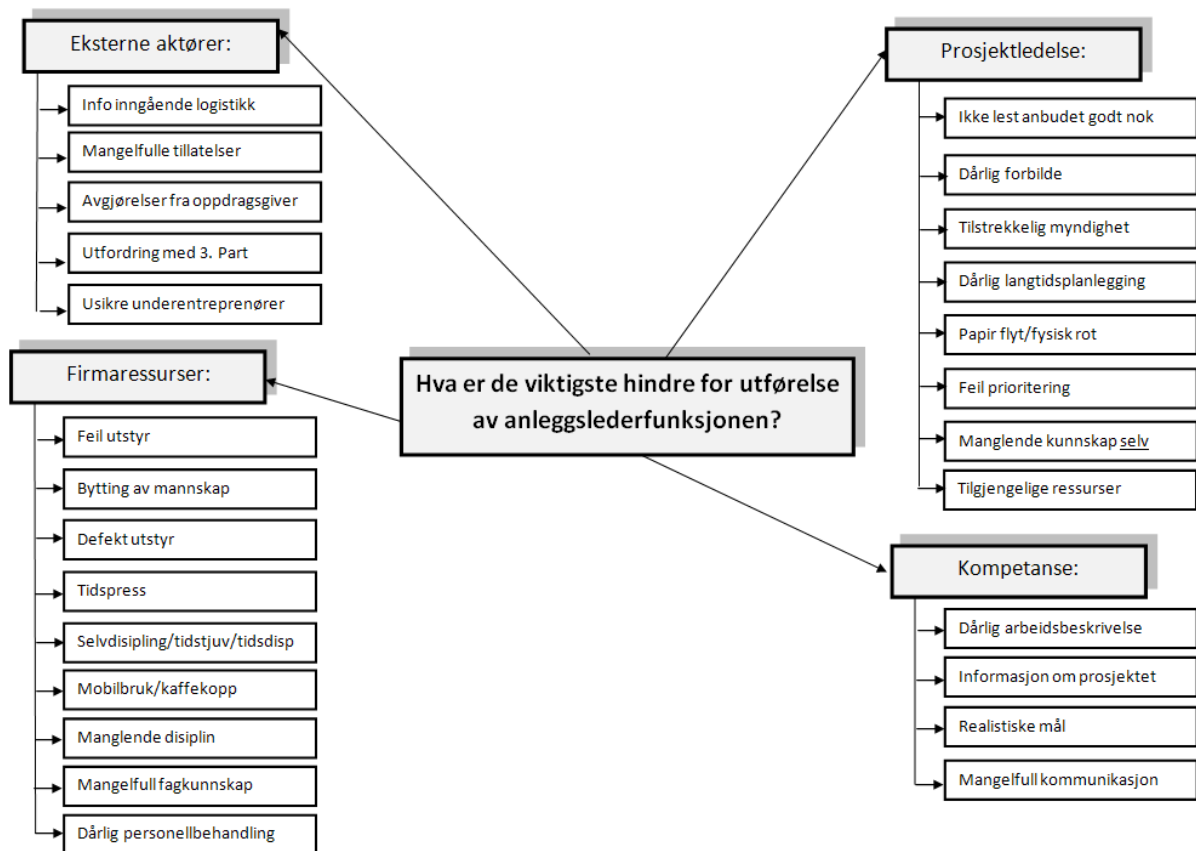 Eksterne aktører:
Info inngående logistikk
Mangelfulle tillatelser
Avgjørelser fra oppdragsgiver
Utfordring med 3. Part
Usikre underentreprenører
Firmaressurser:
Feil utstyr
Bytting av mannskap
Defekt utstyr
Tidspress
Selvdisipling/tidstjuv/tidsdisp
Mobilbruk/kaffekopp
Manglende disiplin
Mangelfull fagkunnskap
Dårlig personellbehandling
Hva er de viktigste hindre for utførelse
av anleggslederfunksjonen?
Prosjektledelse:
Ikke lest anbudet godt nok
Dårlig forbilde
Tilstrekkelig myndighet
Dårlig langtidsplanlegging
Papir flyt/fysisk rot
Feil prioritering
Manglende kunnskap selv
Tilgjengelige ressurser
Kompetanse:
Dårlig arbeidsbeskrivelse
Informasjon om prosjektet
Realistiske mål
Mangelfull kommunikasjon